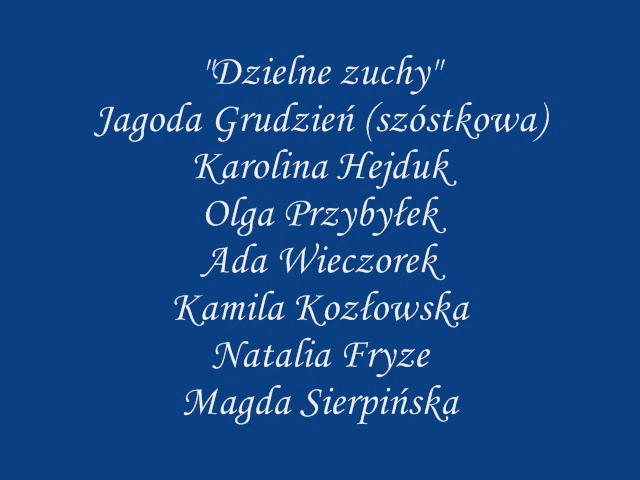 "Dzielne zuchy"
Jagoda Grudzień (szóstkowa)
Karolina Hejduk
Olga Przybyłek
Ada Wieczorek
Kamila Kozłowska
Natalia Fryze
Magda Sierpińska